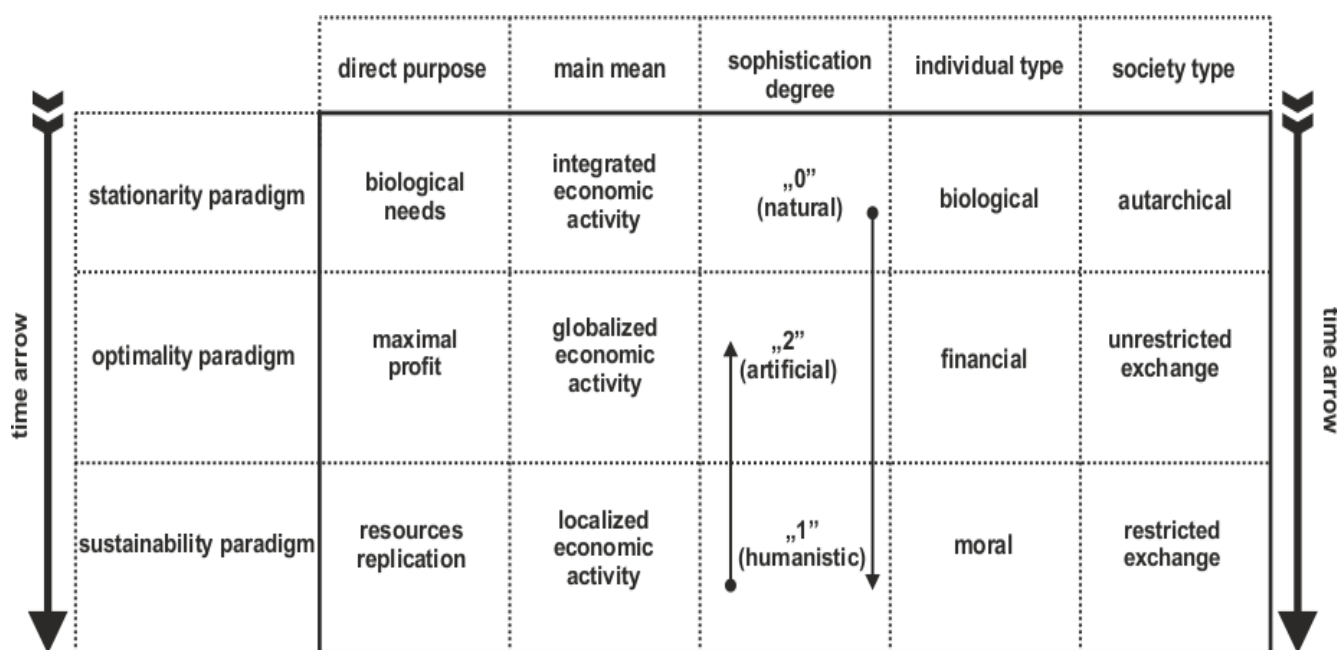 direct purpose
main mean
sophistication
degree
individual type
society type
time arrow
stationarity paradigm
biological
needs
integrated
economic
activity
„0”
(natural)
biological
autarchical
optimality paradigm
maximal
profit
globalized
economic
activity
„2”
(artificial)
financial
unrestricted
exchange
sustainability paradigm
resources
replication
localized
economic
activity
„1”
(humanistic)
moral
restricted
exchange
time arrow